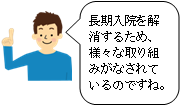 長期入院を解
消するため、
様々な取り組
みがなされて
いるのですね。